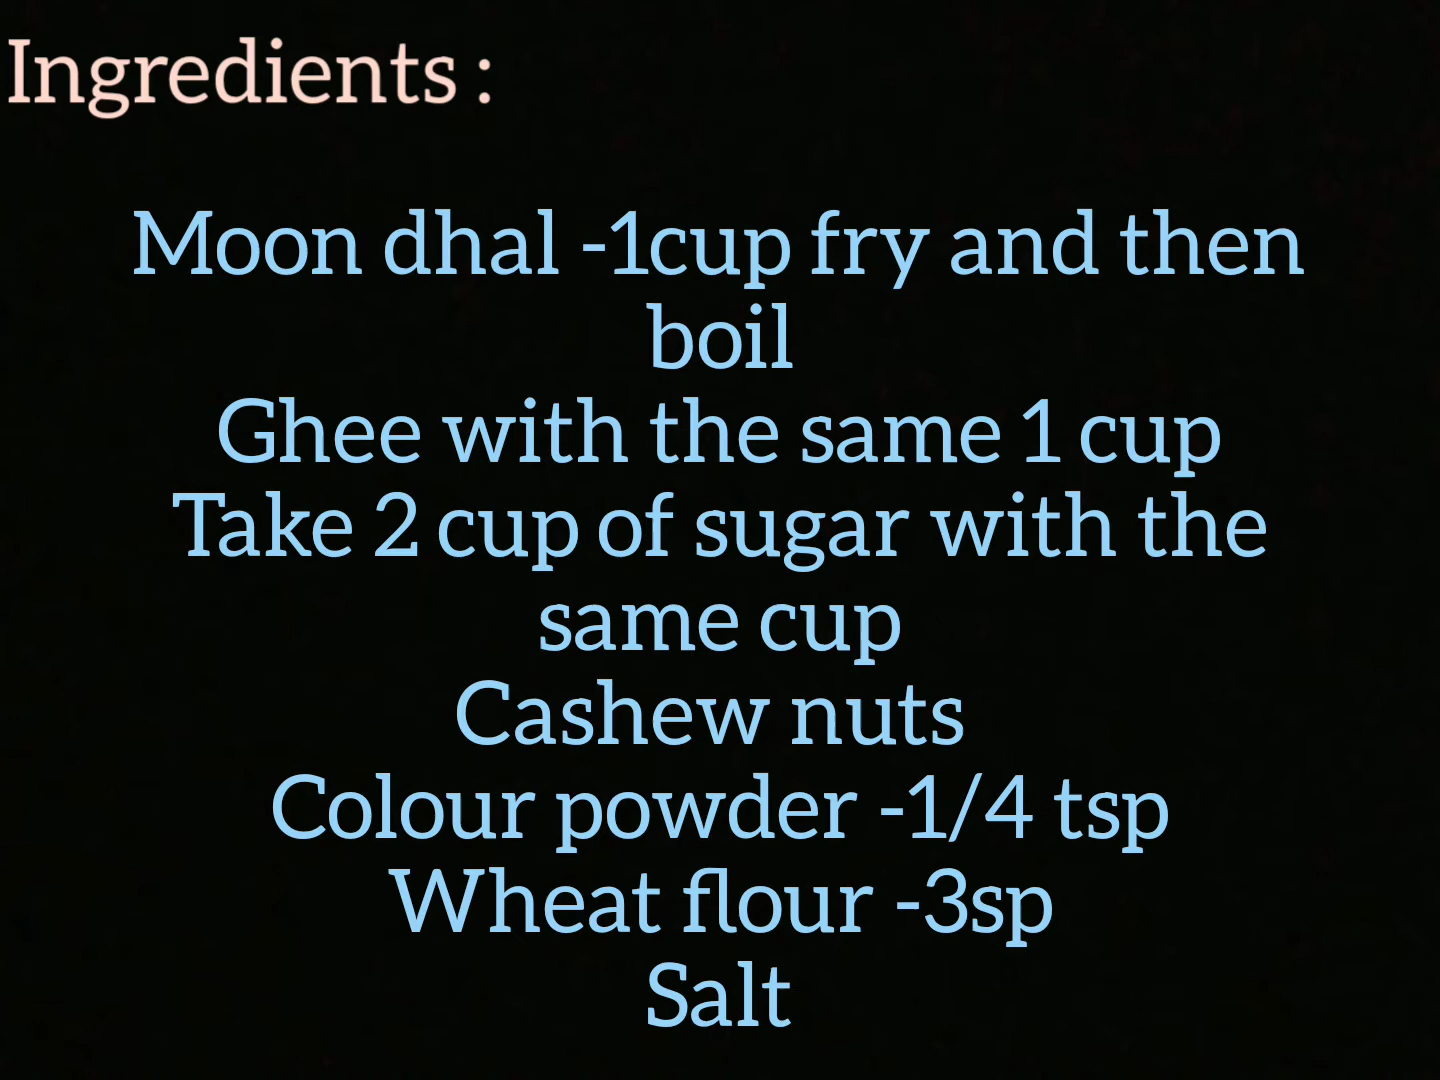 Ingredients :
Moon dhal -1cup fry and then
boil
Ghee with the same 1 cup
Take 2 cup of sugar with the
same cup
Cashew nuts
Colour powder -1/4 tsp
Wheat flour -3sp
Salt